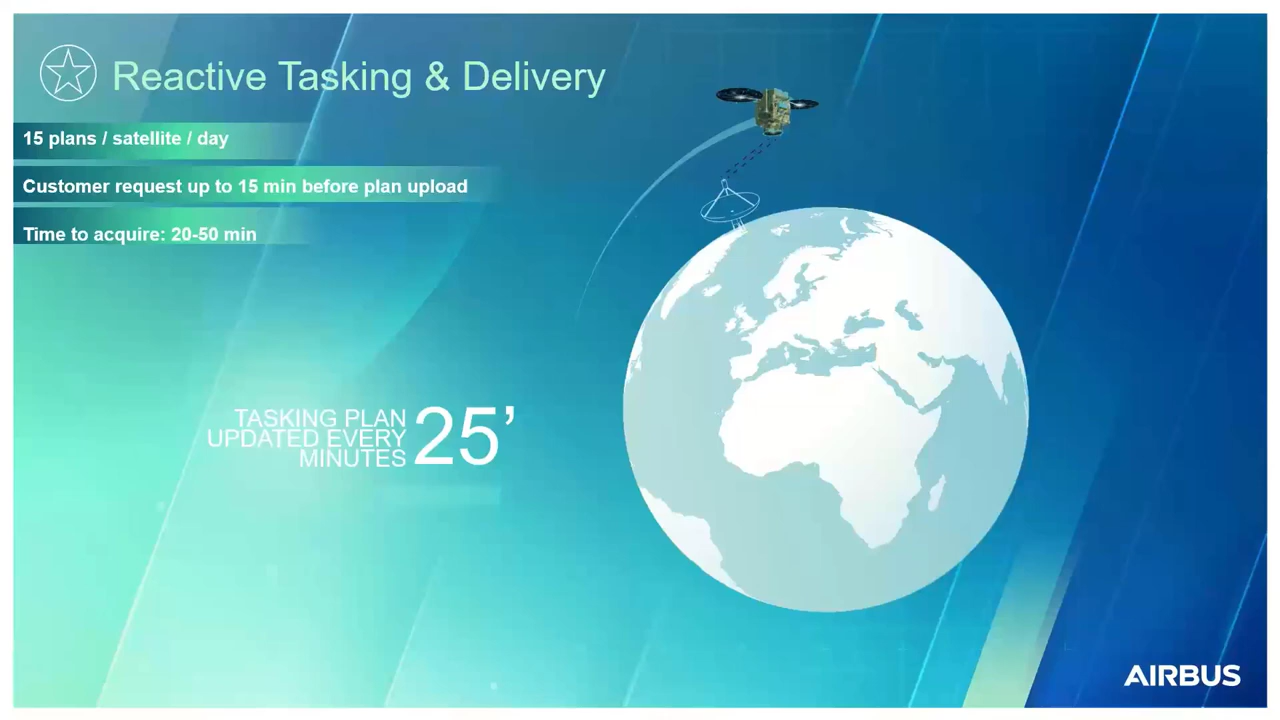 Reactive Tasking & Delivery
15 plans / satellite / day
Customer request up to 15 min before plan upload
Time to acquire: 20-50 min
TASKING PLAN
UPDATED EVERY
MINUTES
25’
AIRBUS